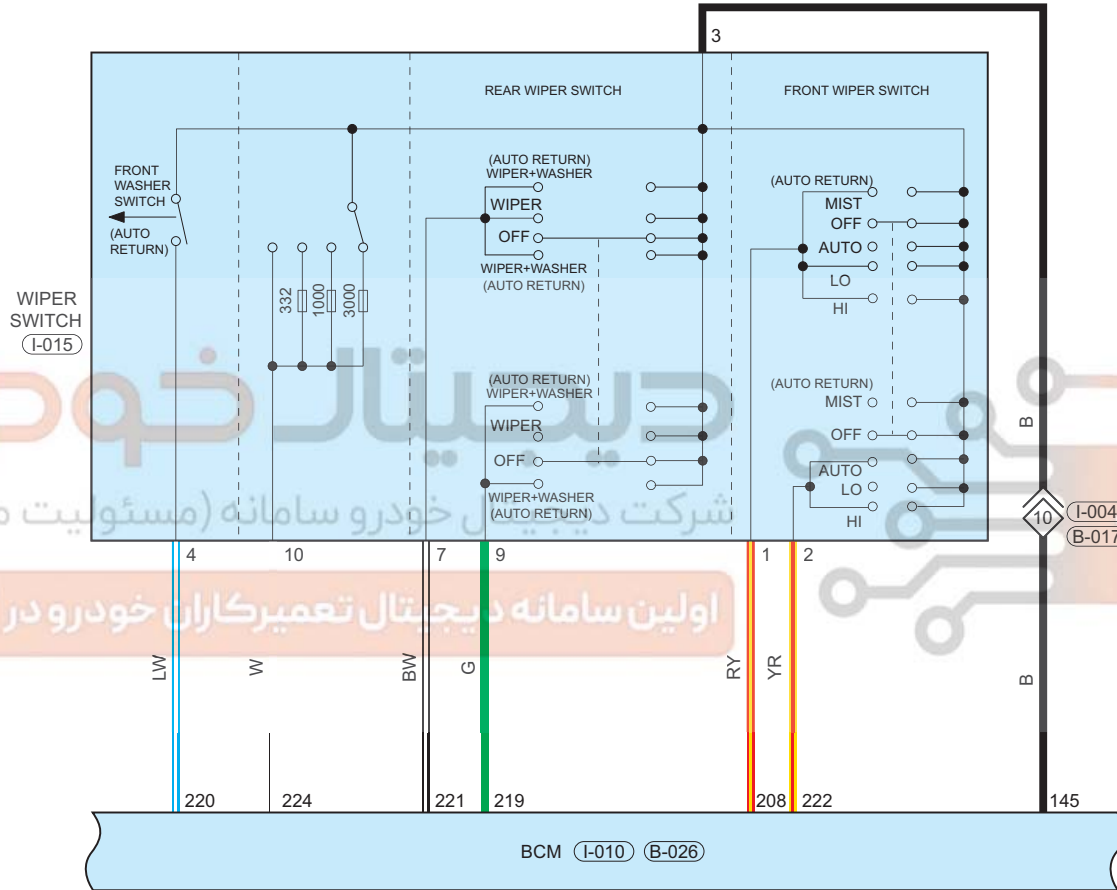 3
REAR WIPER SWITCH
FRONT WIPER SWITCH
FRONT
WASHER
SWITCH
(AUTO
RETURN)
332
1000
3000
(AUTO RETURN)
WIPER+WASHER
WIPER
OFF
WIPER+WASHER
(AUTO RETURN)
(AUTO RETURN)
MIST
OFF
AUTO
LO
HI
WIPER
SWITCH
I-015
(AUTO RETURN)
WIPER+WASHER
WIPER
OFF
WIPER+WASHER
(AUTO RETURN)
(AUTO RETURN)
MIST
OFF
AUTO
LO
HI
دیجیتال خود
شرکت دیجیتال خودرو سامانه (مسئولیت م
اولین سامانه دیجیتال تعمیرکاران خودرو در
B
10
I-004
B-017
4
10
7
9
1
2
LW
W
BW
G
RY
YR
B
220
224
221
219
208
222
145
BCM I-010 B-026